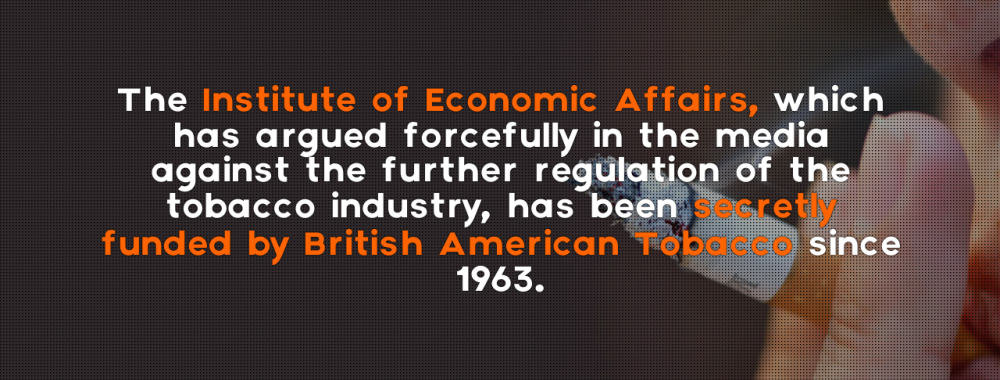 The Institute of Economic Affairs, which
has argued forcefully in the media
against the further regulation of the
tobacco industry, has been secretly
funded by British American Tobacco since
1963.